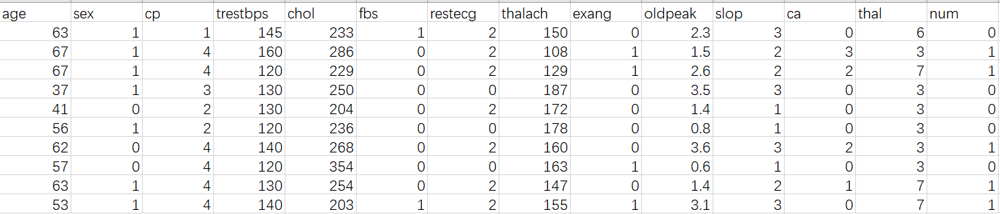 age sex cp trestbps chol fbs restecg thalach exang oldpeak slop ca thal num
63 1 1 145 233 1 2 150 0 2.3 3 0 6 0
67 1 4 160 286 0 2 108 1 1.5 2 3 3 1
67 1 4 120 229 0 2 129 1 2.6 2 2 7 1
37 1 3 130 250 0 0 187 0 3.5 3 0 3 0
41 0 2 130 204 0 2 172 0 1.4 1 0 3 0
56 1 2 120 236 0 0 178 0 0.8 1 0 3 0
62 0 4 140 268 0 2 160 0 3.6 3 2 3 1
57 0 4 120 354 0 0 163 1 0.6 1 0 3 0
63 1 4 130 254 0 2 147 0 1.4 2 1 7 1
53 1 4 140 203 1 2 155 1 3.1 3 0 7 1